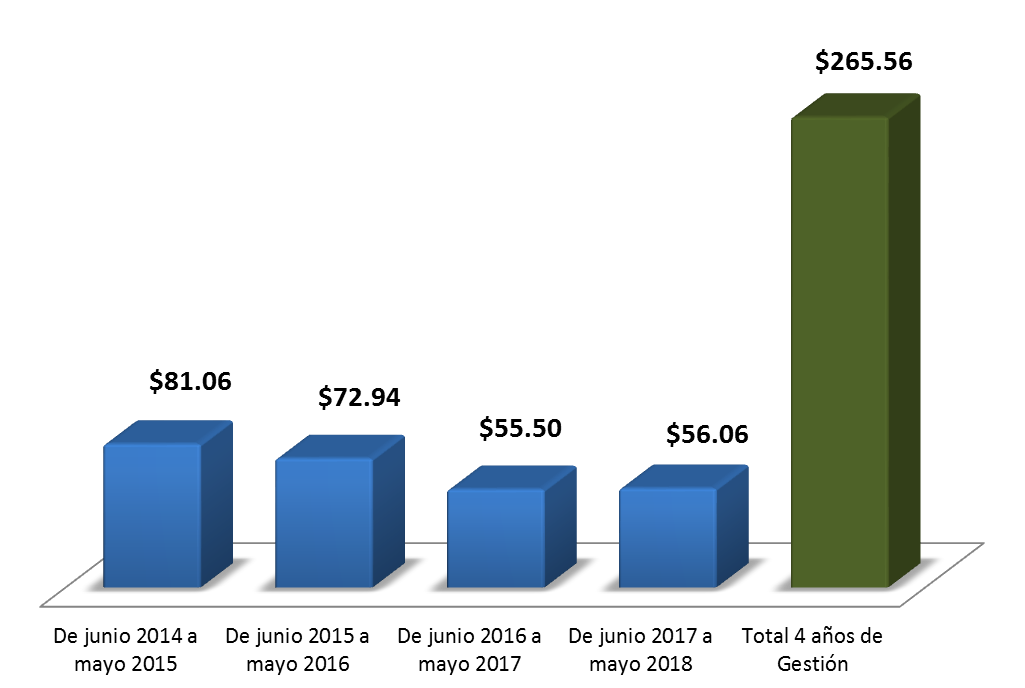 $265.56
$81.06
$72.94
$55.50
$56.06
De junio 2014 a
mayo 2015
De junio 2015 a
mayo 2016
De junio 2016 a
mayo 2017
De junio 2017 a
mayo 2018
Total 4 años de
Gestión